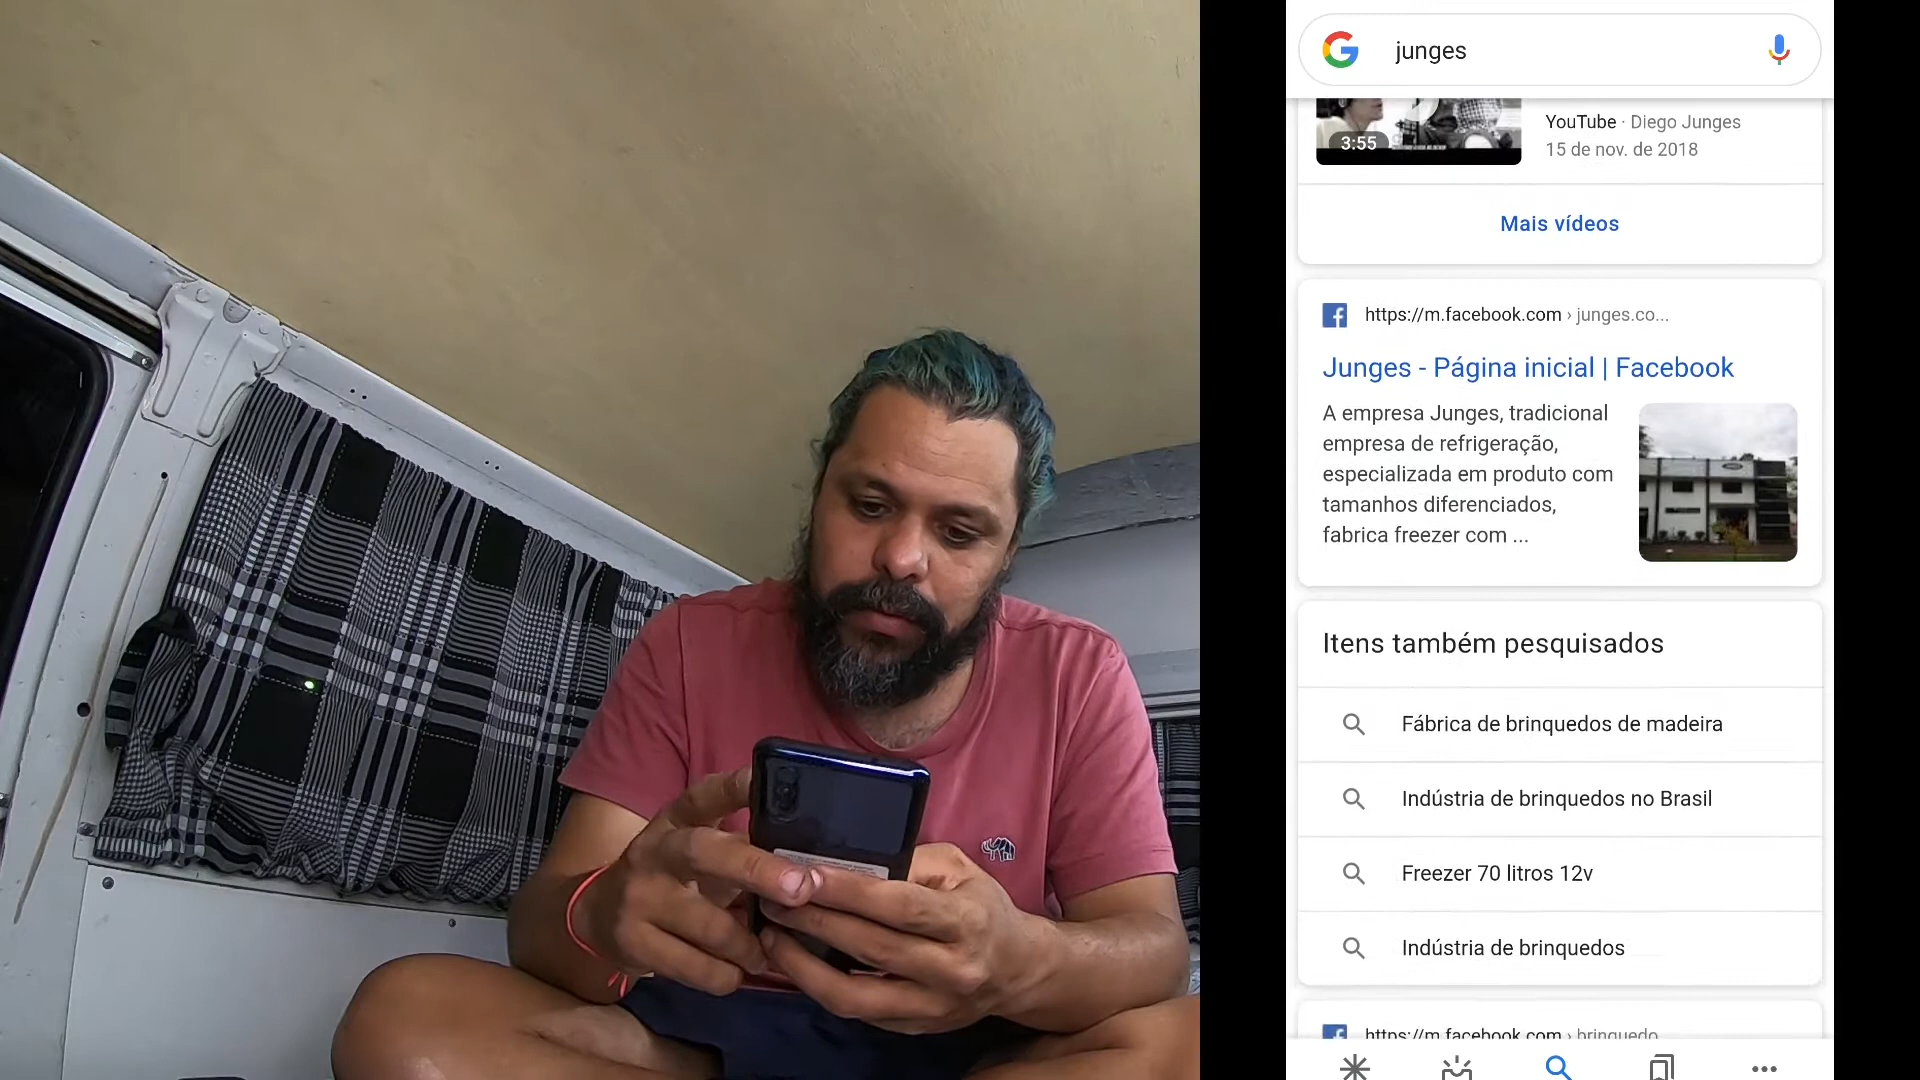 junges
YouTube · Diego Junges
3:55
15 de nov. de 2018
Mais vídeos
https://m.facebook.com › junges.co...
Junges - Página inicial | Facebook
A empresa Junges, tradicional
empresa de refrigeração,
especializada em produto com
tamanhos diferenciados,
fabrica freezer com ...
Itens também pesquisados
Fábrica de brinquedos de madeira
Indústria de brinquedos no Brasil
Freezer 70 litros 12v
Indústria de brinquedos
https://m.facebook.com › brinquedo